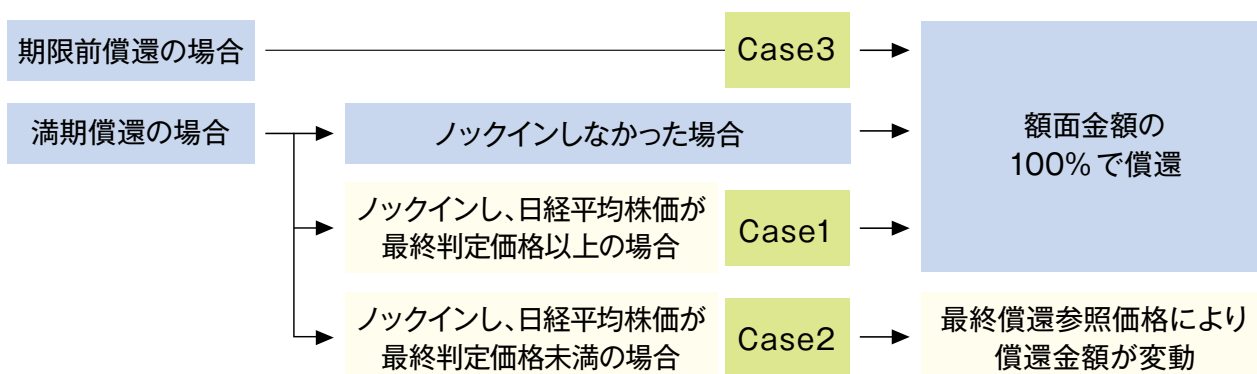 期限前償還の場合
Case3
満期償還の場合
ノックインしなかった場合
額面金額の
100%で償還
ノックインし、日経平均株価が
最終判定価格以上の場合
Case1
ノックインし、日経平均株価が
最終判定価格未満の場合
Case2
最終償還参照価格により
償還金額が変動